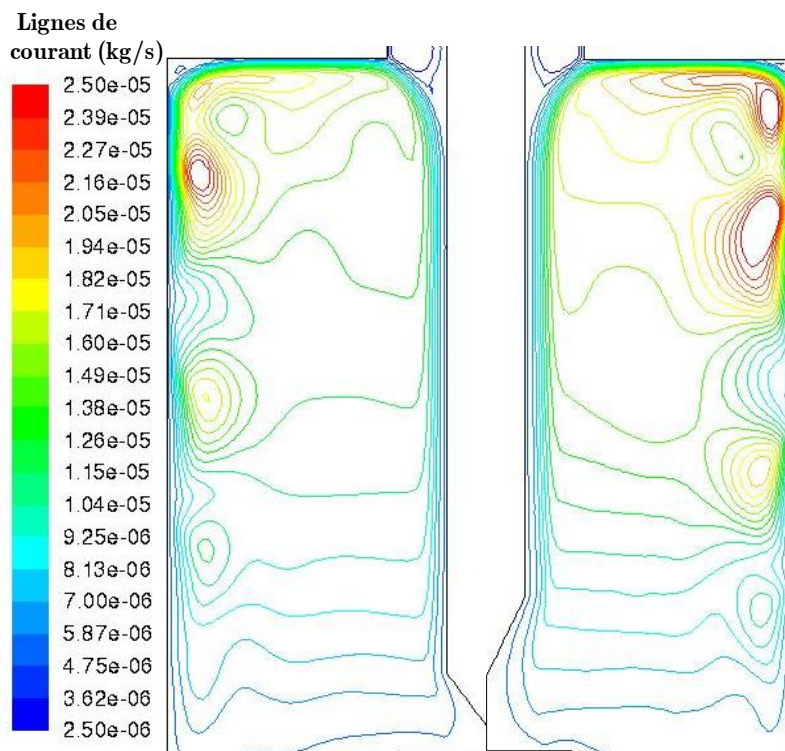 Lignes de
courant (kg/s)
2.50e-05
2.39e-05
2.27e-05
2.16e-05
2.05e-05
1.94e-05
1.82e-05
1.71e-05
1.60e-05
1.49e-05
1.38e-05
1.26e-05
1.15e-05
1.04e-05
9.25e-06
8.13e-06
7.00e-06
5.87e-06
4.75e-06
3.62e-06
2.50e-06